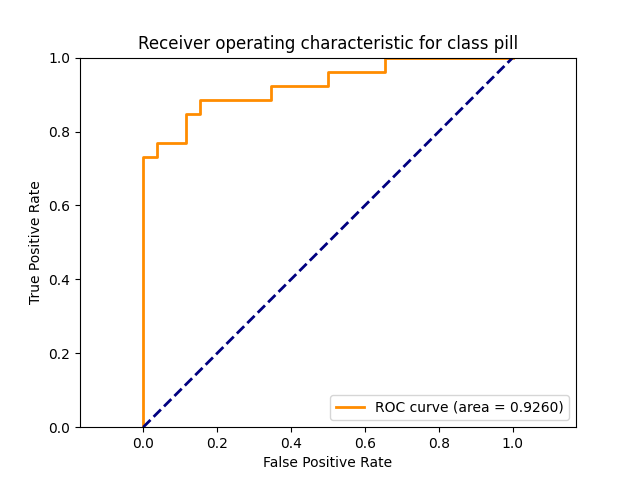 Receiver operating characteristic for class pill
1.0
0.8
0.6
0.4
0.2
0.0
True Positive Rate
ROC curve (area = 0.9260)
0.0 0.2 0.4 0.6 0.8 1.0
False Positive Rate